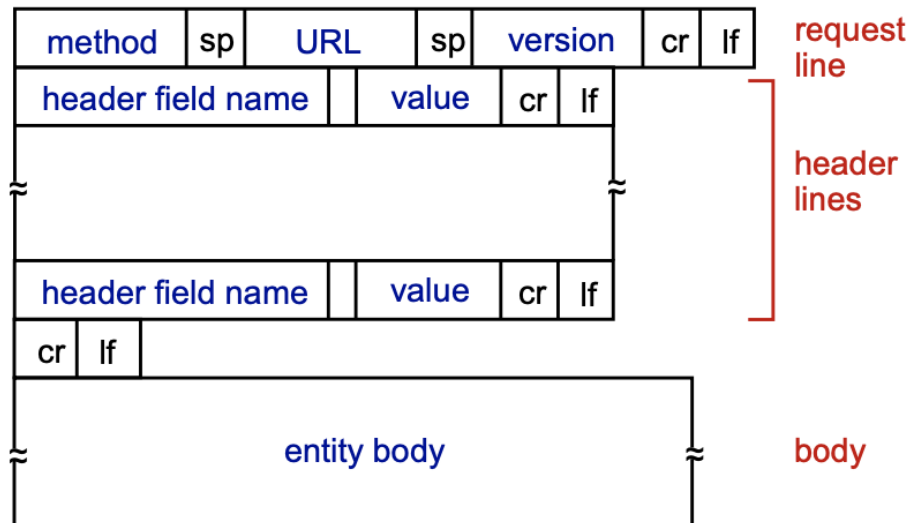 method sp URL sp version cr lf request line
header field name value cr lf
header lines
header field name value cr lf
cr lf
entity body body